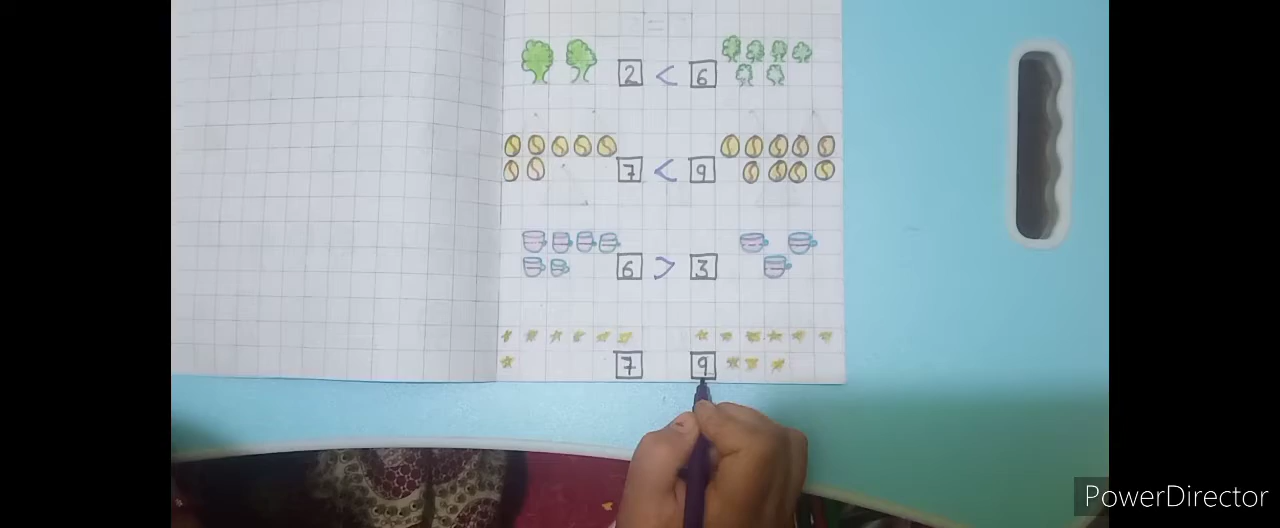 =
2 < 6
7 < 9
6 > 3
7 9
PowerDirector